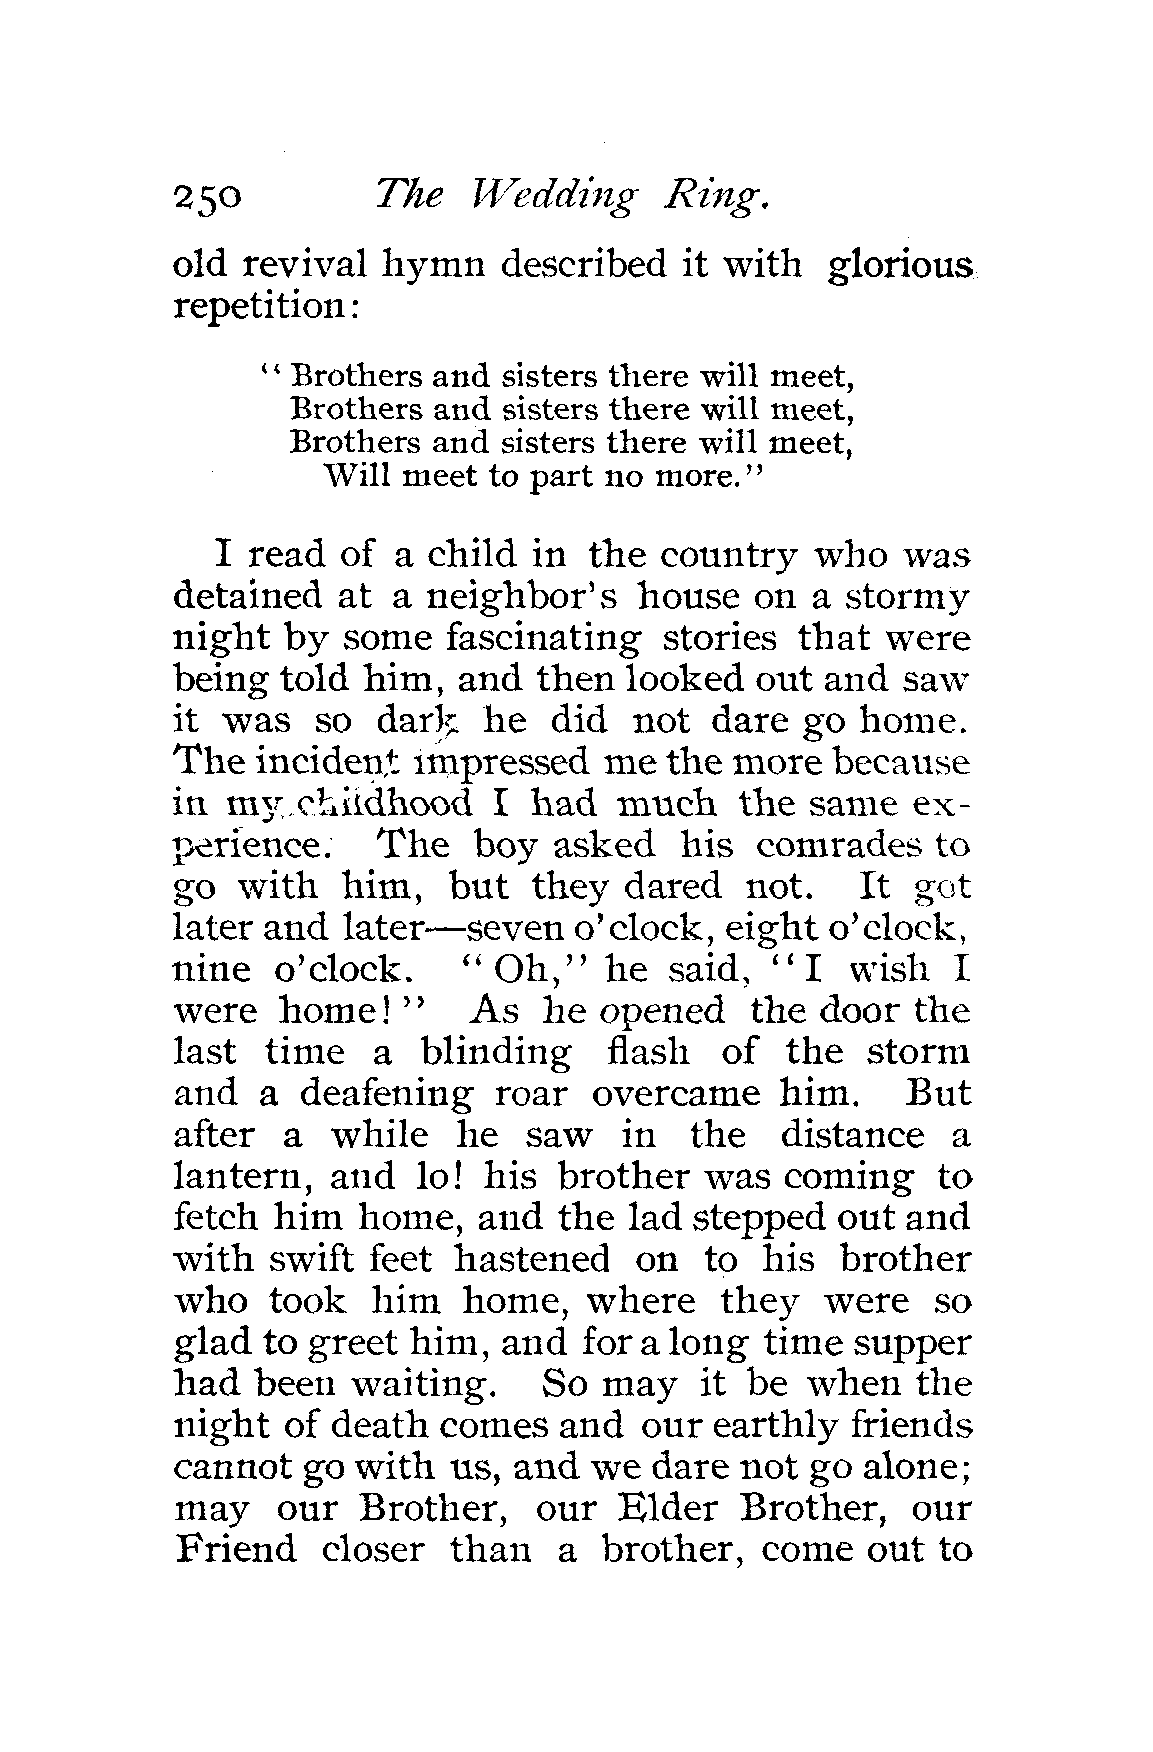 250 The Wedding Ring.
old revival hymn described it with glorious
repetition:
“Brothers and sisters there will meet,
Brothers and sisters there will meet,
Brothers and sisters there will meet,
Will meet to part no more.”
I read of a child in the country who was
detained at a neighbor’s house on a stormy
night by some fascinating stories that were
being told him, and then looked out and saw
it was so dark he did not dare go home.
The incident impressed me the more because
in my childhood I had much the same ex-
perience. The boy asked his comrades to
go with him, but they dared not. It got
later and later—seven o’clock, eight o’clock,
nine o’clock. “Oh,” he said, “I wish I
were home!” As he opened the door the
last time a blinding flash of the storm
and a deafening roar overcame him. But
after a while he saw in the distance a
lantern, and lo! his brother was coming to
fetch him home, and the lad stepped out and
with swift feet hastened on to his brother
who took him home, where they were so
glad to greet him, and for a long time supper
had been waiting. So may it be when the
night of death comes and our earthly friends
cannot go with us, and we dare not go alone;
may our Brother, our Elder Brother, our
Friend closer than a brother, come out to